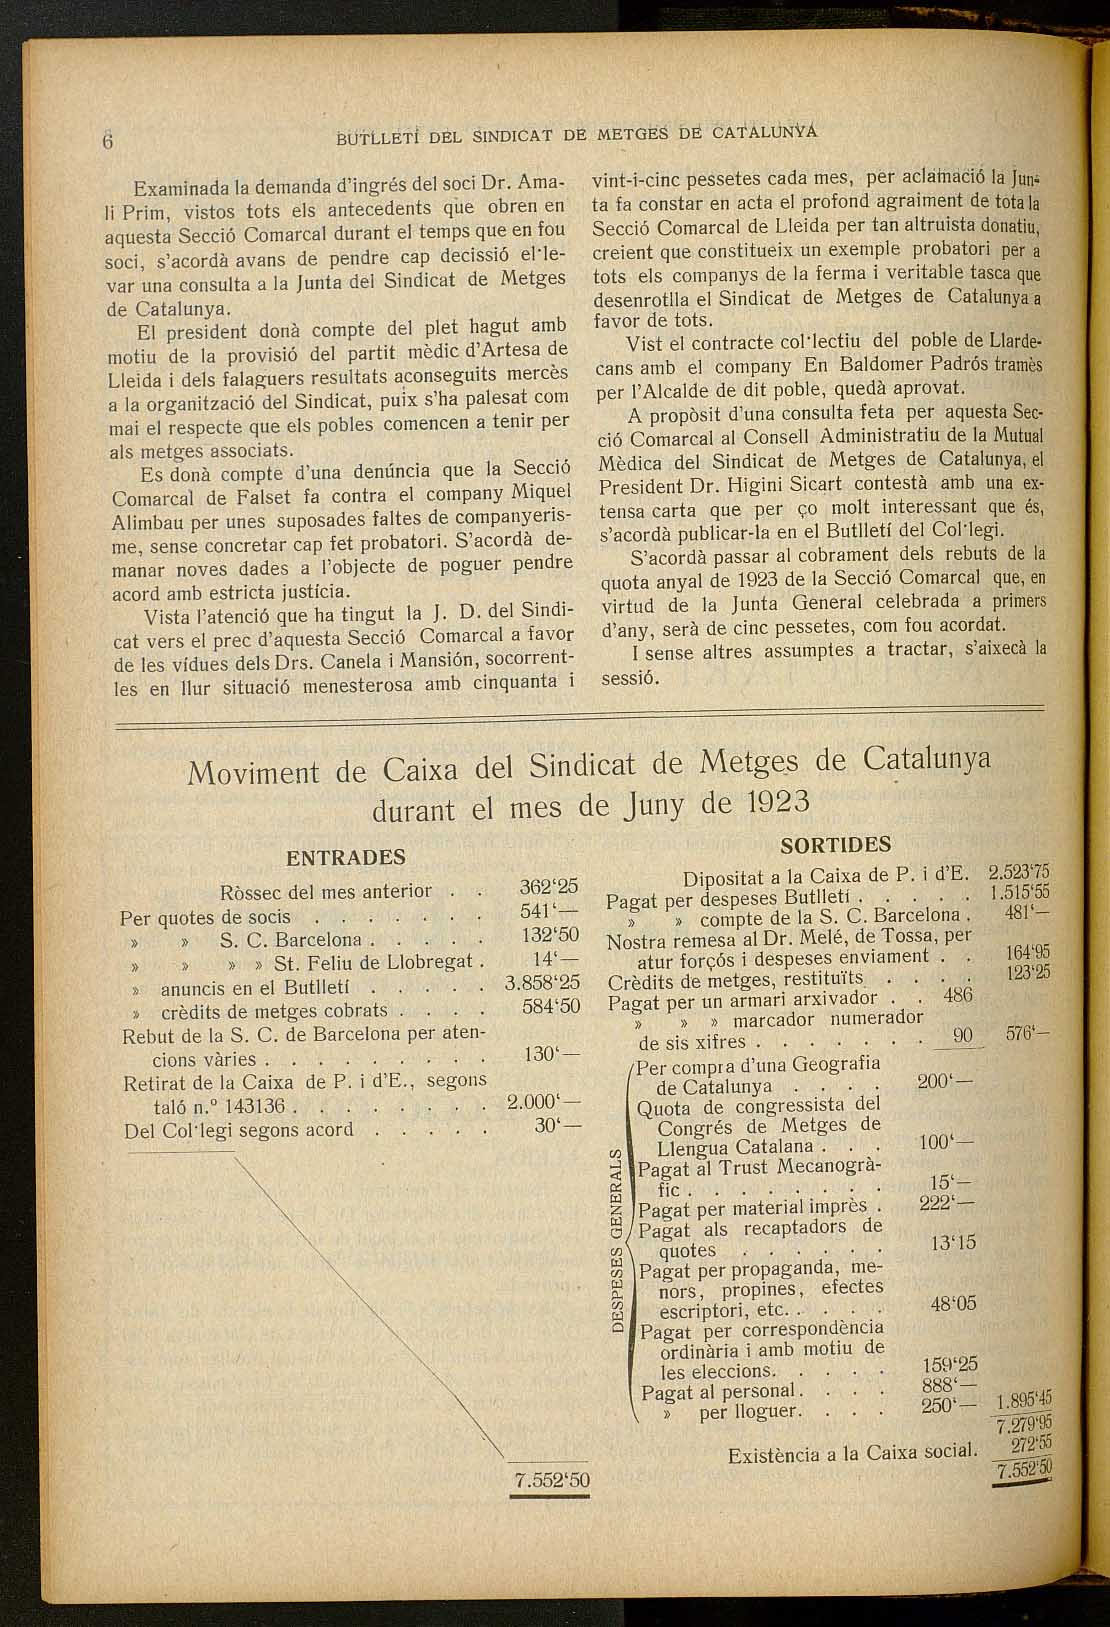 6
BUTLLETÍ DEL SINDICAT DE METGES DE CATALUNYA
Examinada la demanda d'ingrés del soci Dr. Ama-
li Prim, vistos tots els antecedents que obren en
aquesta Secció Comarcal durant el temps que en fou
soci, s'acordà avans de pendre cap decissió el·le-
var una consulta a la Junta del Sindicat de Metges
de Catalunya.
El president donà compte del plet hagut amb
motiu de la provisió del partit mèdic d'Artesa de
Lleida i dels falaguers resultats aconseguits mercès
a la organització del Sindicat, puix s'ha palesat com
mai el respecte que els pobles comencen a tenir per
als metges associats.
Es donà compte d'una denúncia que la Secció
Comarcal de Falset fa contra el company Miquel
Alimbau per unes suposades faltes de companyeris-
me, sense concretar cap fet probatori. S'acordà de-
manar noves dades a l'objecte de poguer pendre
acord amb estricta justícia.
Vista l'atenció que ha tingut la J. D. del Sindi-
cat vers el prec d'aquesta Secció Comarcal a favor
de les vídues dels Drs. Canela i Mansión, socorrent-
les en llur situació menesterosa amb cinquanta i
vint-i-cinc pessetes cada mes, per aclamació la Jun-
ta fa constar en acta el profond agraiment de tota la
Secció Comarcal de Lleida per tan altruista donatiu,
creient que constitueix un exemple probatori per a
tots els companys de la ferma i veritable tasca que
desenrotlla el Sindicat de Metges de Catalunya a
favor de tots.
Vist el contracte col·lectiu del poble de Llarde-
cans amb el company En Baldomer Padrós tramès
per l'Alcalde de dit poble, quedà aprovat.
A propòsit d'una consulta feta per aquesta Sec-
ció Comarcal al Consell Administratiu de la Mutual
Mèdica del Sindicat de Metges de Catalunya, el
President Dr. Higini Sicart contestà amb una ex-
tensa carta que per ço molt interessant que és,
s'acordà publicar-la en el Butlletí del Col·legi.
S'acordà passar al cobrament dels rebuts de la
quota anyal de 1923 de la Secció Comarcal que, en
virtud de la Junta General celebrada a primers
d'any, serà de cinc pessetes, com fou acordat.
I sense altres assumptes a tractar, s'aixecà la
sessió.
Moviment de Caixa del Sindicat de Metges de Catalunya
durant el mes de Juny de 1923
ENTRADES
Ròssec del mes anterior . . 362'25
Per quotes de socis . . . . . . . 541'—
» » S. C. Barcelona . . . . . 132'50
» » » » St. Feliu de Llobregat . 14'—
» anuncis en el Butlletí . . . . . 3.858'25
» crèdits de metges cobrats . . . . 584'50
Rebut de la S. C. de Barcelona per aten-
cions vàries . . . . . . . . . 130'—
Retirat de la Caixa de P. i d'E., segons
taló n.º 143136 . . . . . . . . 2.000'—
Del Col·legi segons acord . . . . . 30'—
7.552'50
SORTIDES
Dipositat a la Caixa de P. i d'E. 2.523'75
Pagat per despeses Butlletí . . . . . 1.515'55
» » compte de la S. C. Barcelona . 481'—
Nostra remesa al Dr. Melé, de Tossa, per
atur forçós i despeses enviament . . 164'95
Crèdits de metges, restituïts . . . . 123'25
Pagat per un armari arxivador . . 486
» » » marcador numerador
de sis xifres . . . . . . . 90 576'—
DESPESES GENERALS
Per compra d'una Geografia
de Catalunya . . . . 200'—
Quota de congressista del
Congrés de Metges de
Llengua Catalana . . . 100'—
Pagat al Trust Mecanogrà-
fic . . . . . . . . 15'—
Pagat per material imprès . 222'—
Pagat als recaptadors de
quotes . . . . . . 13'15
Pagat per propaganda, me-
nors, propines, efectes
escriptori, etc. . . . . 48'05
Pagat per correspondència
ordinària i amb motiu de
les eleccions. . . . . 159'25
Pagat al personal . . . . 888'—
» per lloguer. . . . 250'— 1.895'45
7.279'95
Existència a la Caixa social. 272'55
7.552'50